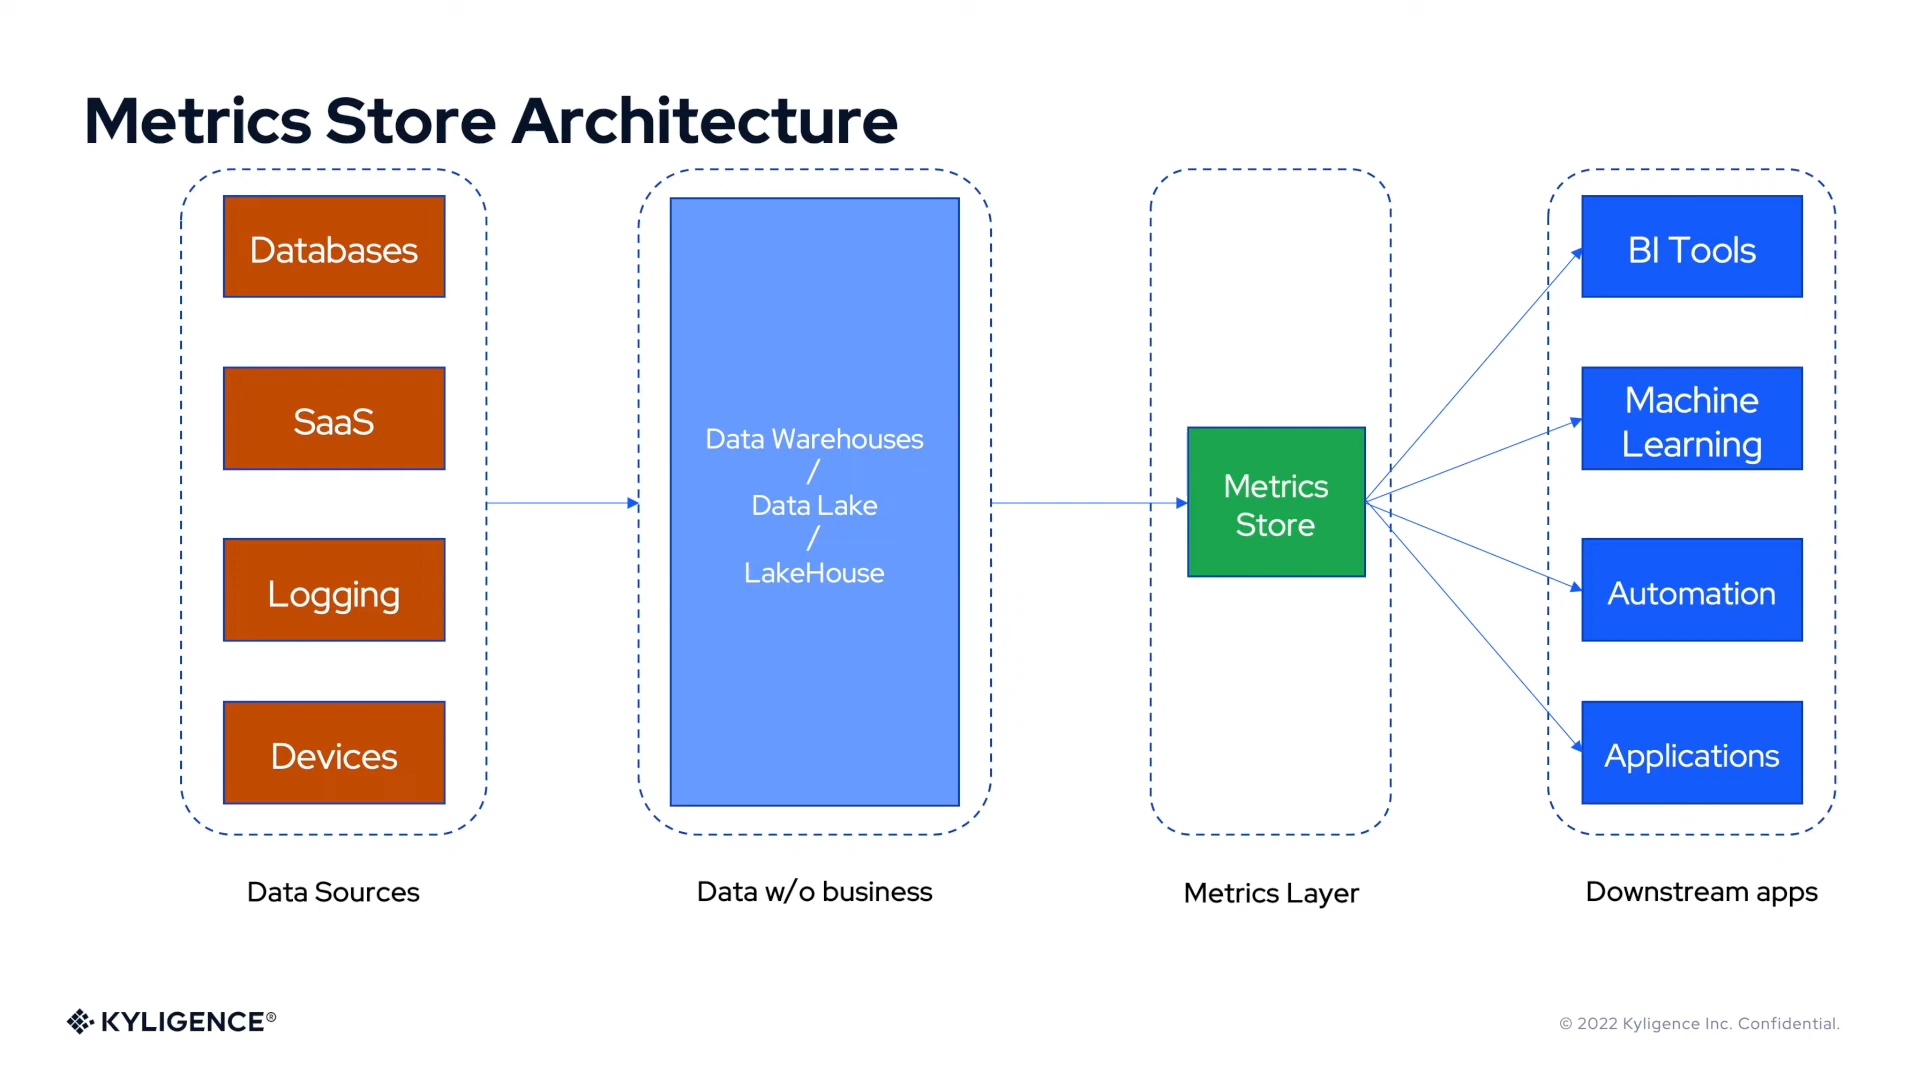 Metrics Store Architecture
Databases
SaaS
Logging
Devices
Data Sources
Data Warehouses
/
Data Lake
/
LakeHouse
Data w/o business
Metrics
Store
Metrics Layer
BI Tools
Machine
Learning
Automation
Applications
Downstream apps
KYLIGENCE®
© 2022 Kyligence Inc. Confidential.